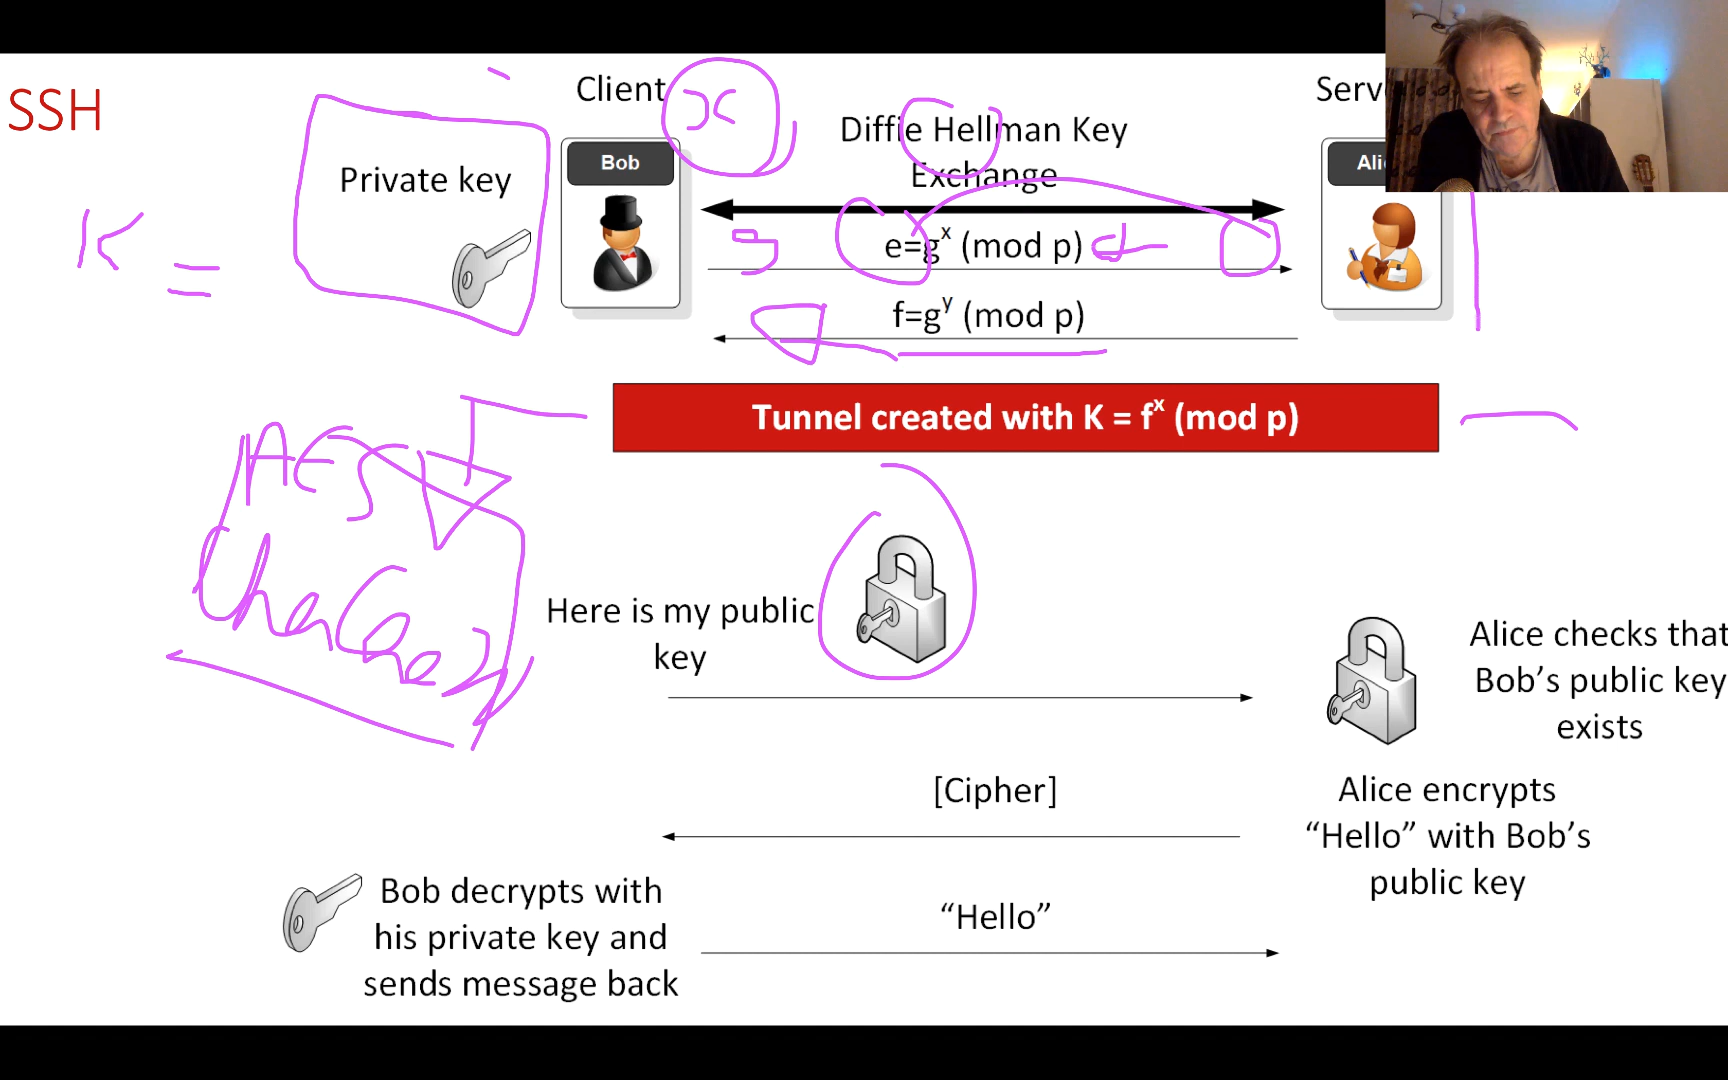 SSH
Client
x
Serv
Diffie Hellman Key
Exchange
Bob
Ali
Private key
K =
e=gˣ (mod p)
f=gʸ (mod p)
Tunnel created with K = fˣ (mod p)
AES
ChaCha
Here is my public
key
Alice checks that
Bob’s public key
exists
[Cipher]
Alice encrypts
“Hello” with Bob’s
public key
Bob decrypts with
his private key and
sends message back
“Hello”